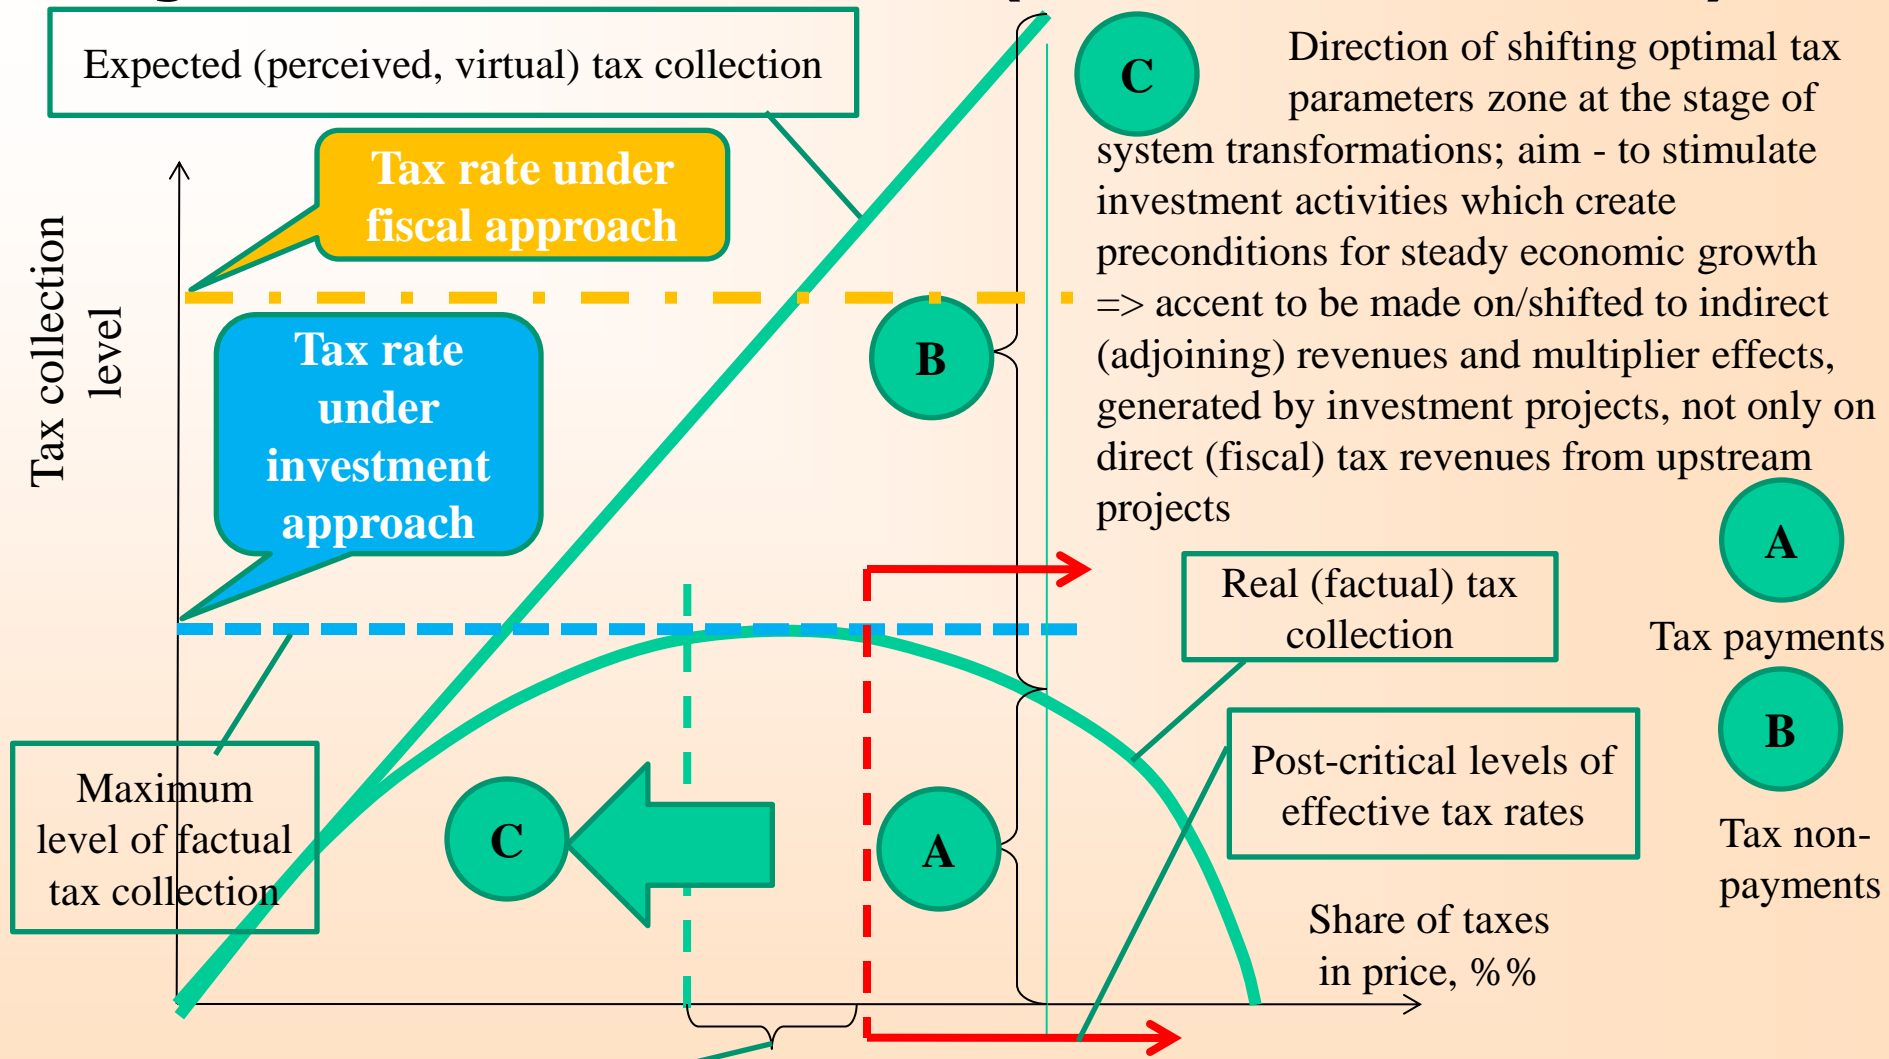 Expected (perceived, virtual) tax collection
C
Direction of shifting optimal tax
parameters zone at the stage of
system transformations; aim - to stimulate
investment activities which create
preconditions for steady economic growth
=> accent to be made on/shifted to indirect
(adjoining) revenues and multiplier effects,
generated by investment projects, not only on
direct (fiscal) tax revenues from upstream
projects
Tax rate under
fiscal approach
Tax collection
level
Tax rate
under
investment
approach
B
A
Tax payments
B
Tax non-
payments
Real (factual) tax
collection
Post-critical levels of
effective tax rates
Maximum
level of factual
tax collection
C
A
Share of taxes
in price, %%